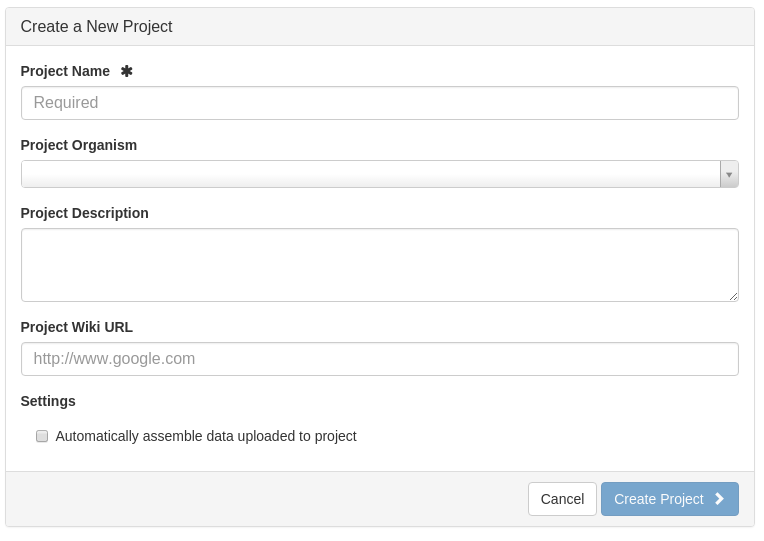 Create a New Project
Project Name ✱
Required
Project Organism
Project Description
Project Wiki URL
http://www.google.com
Settings
Automatically assemble data uploaded to project
Cancel
Create Project